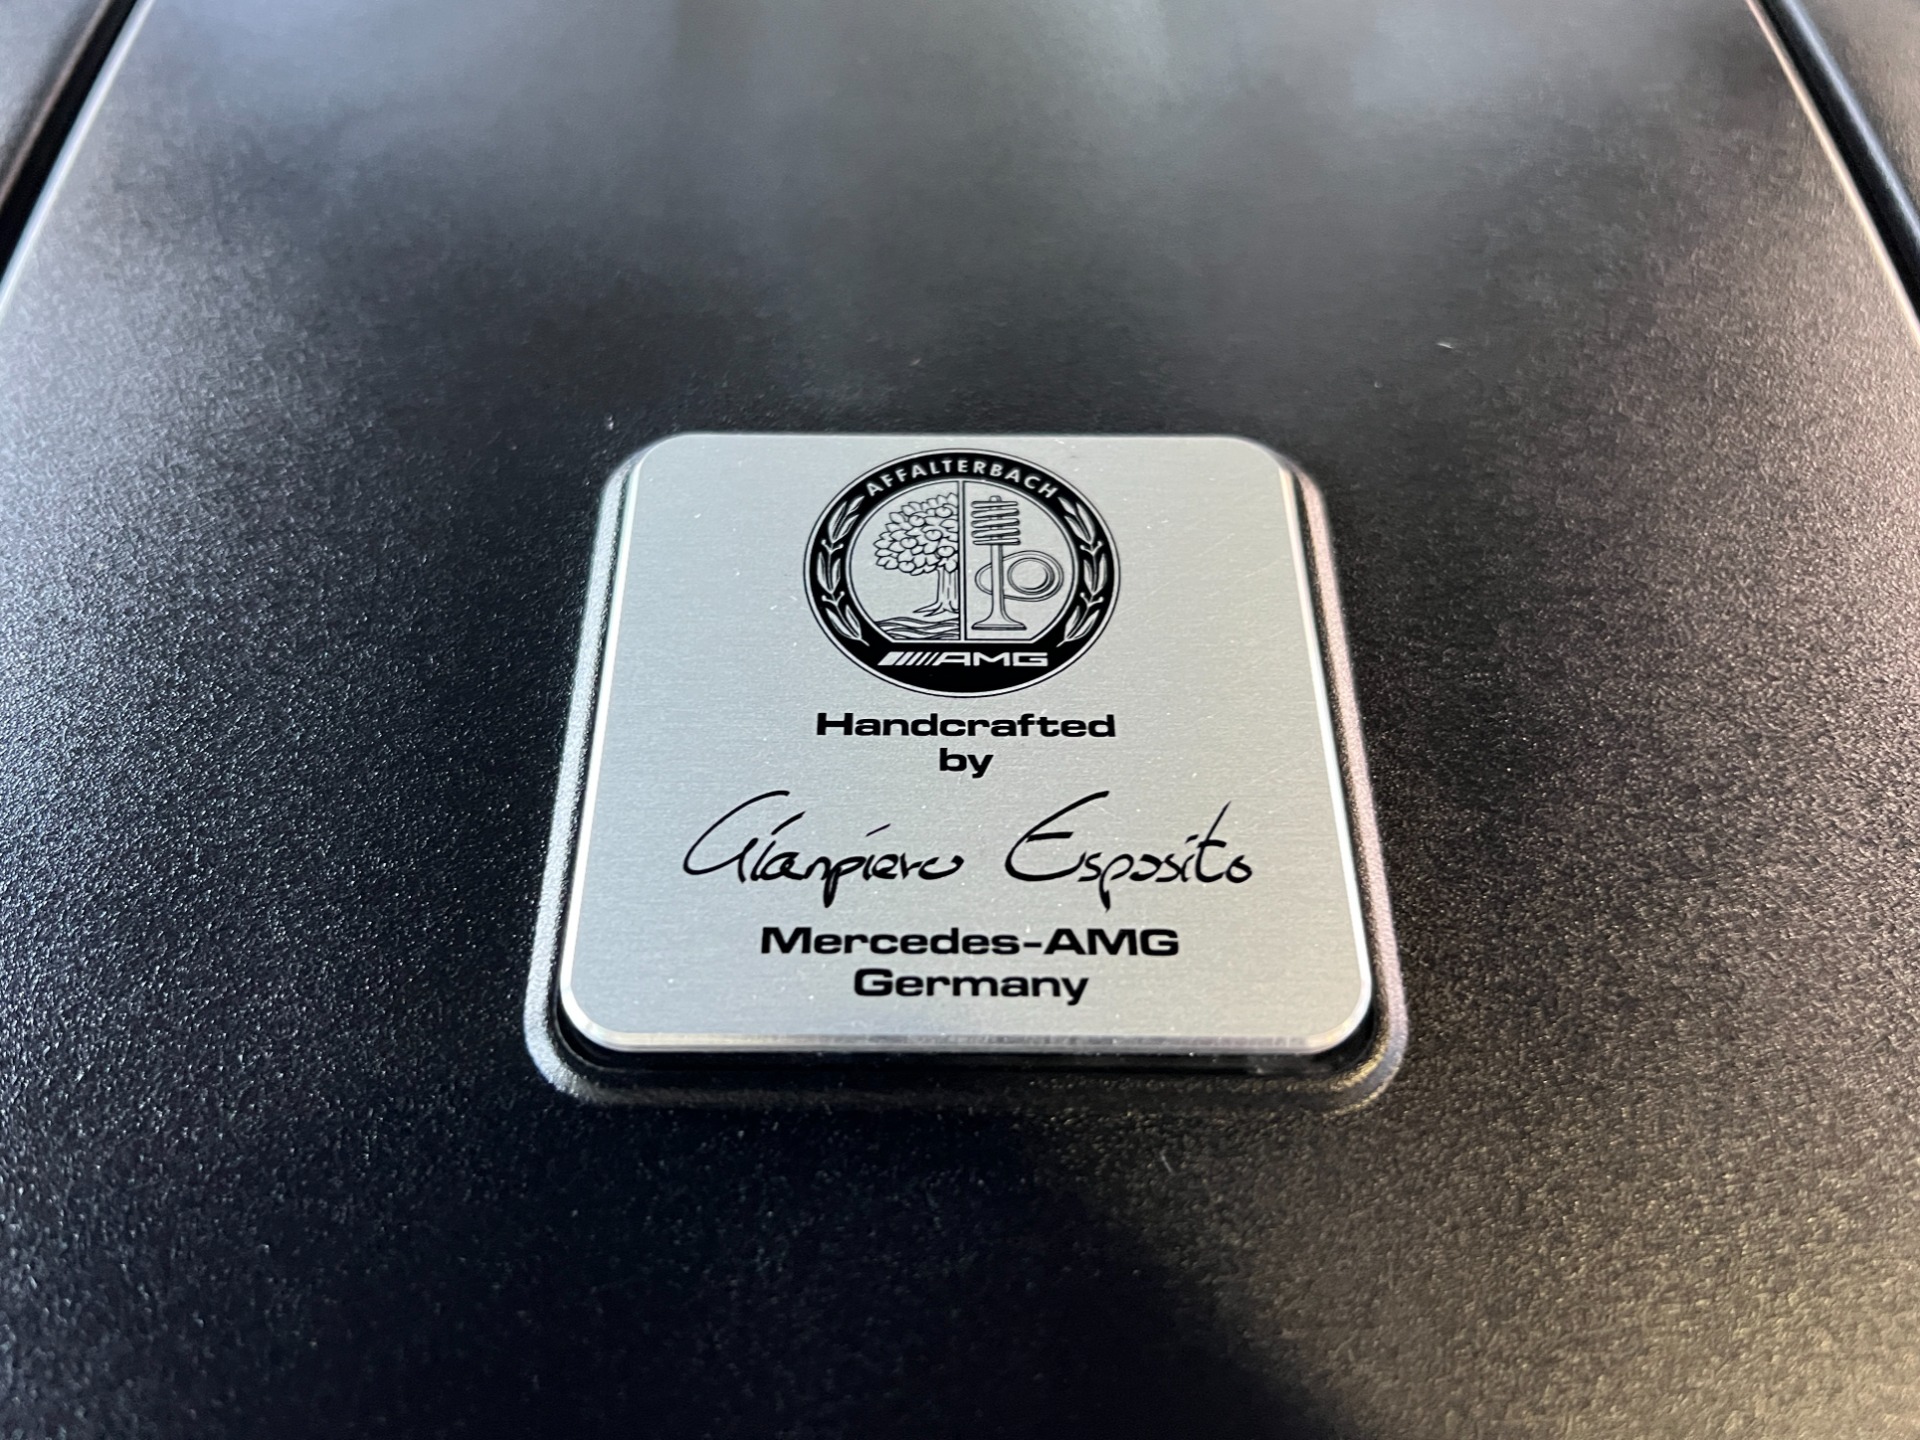 AFFALTERBACH
AMG
Handcrafted
by
Gianpiero Esposito
Mercedes-AMG
Germany